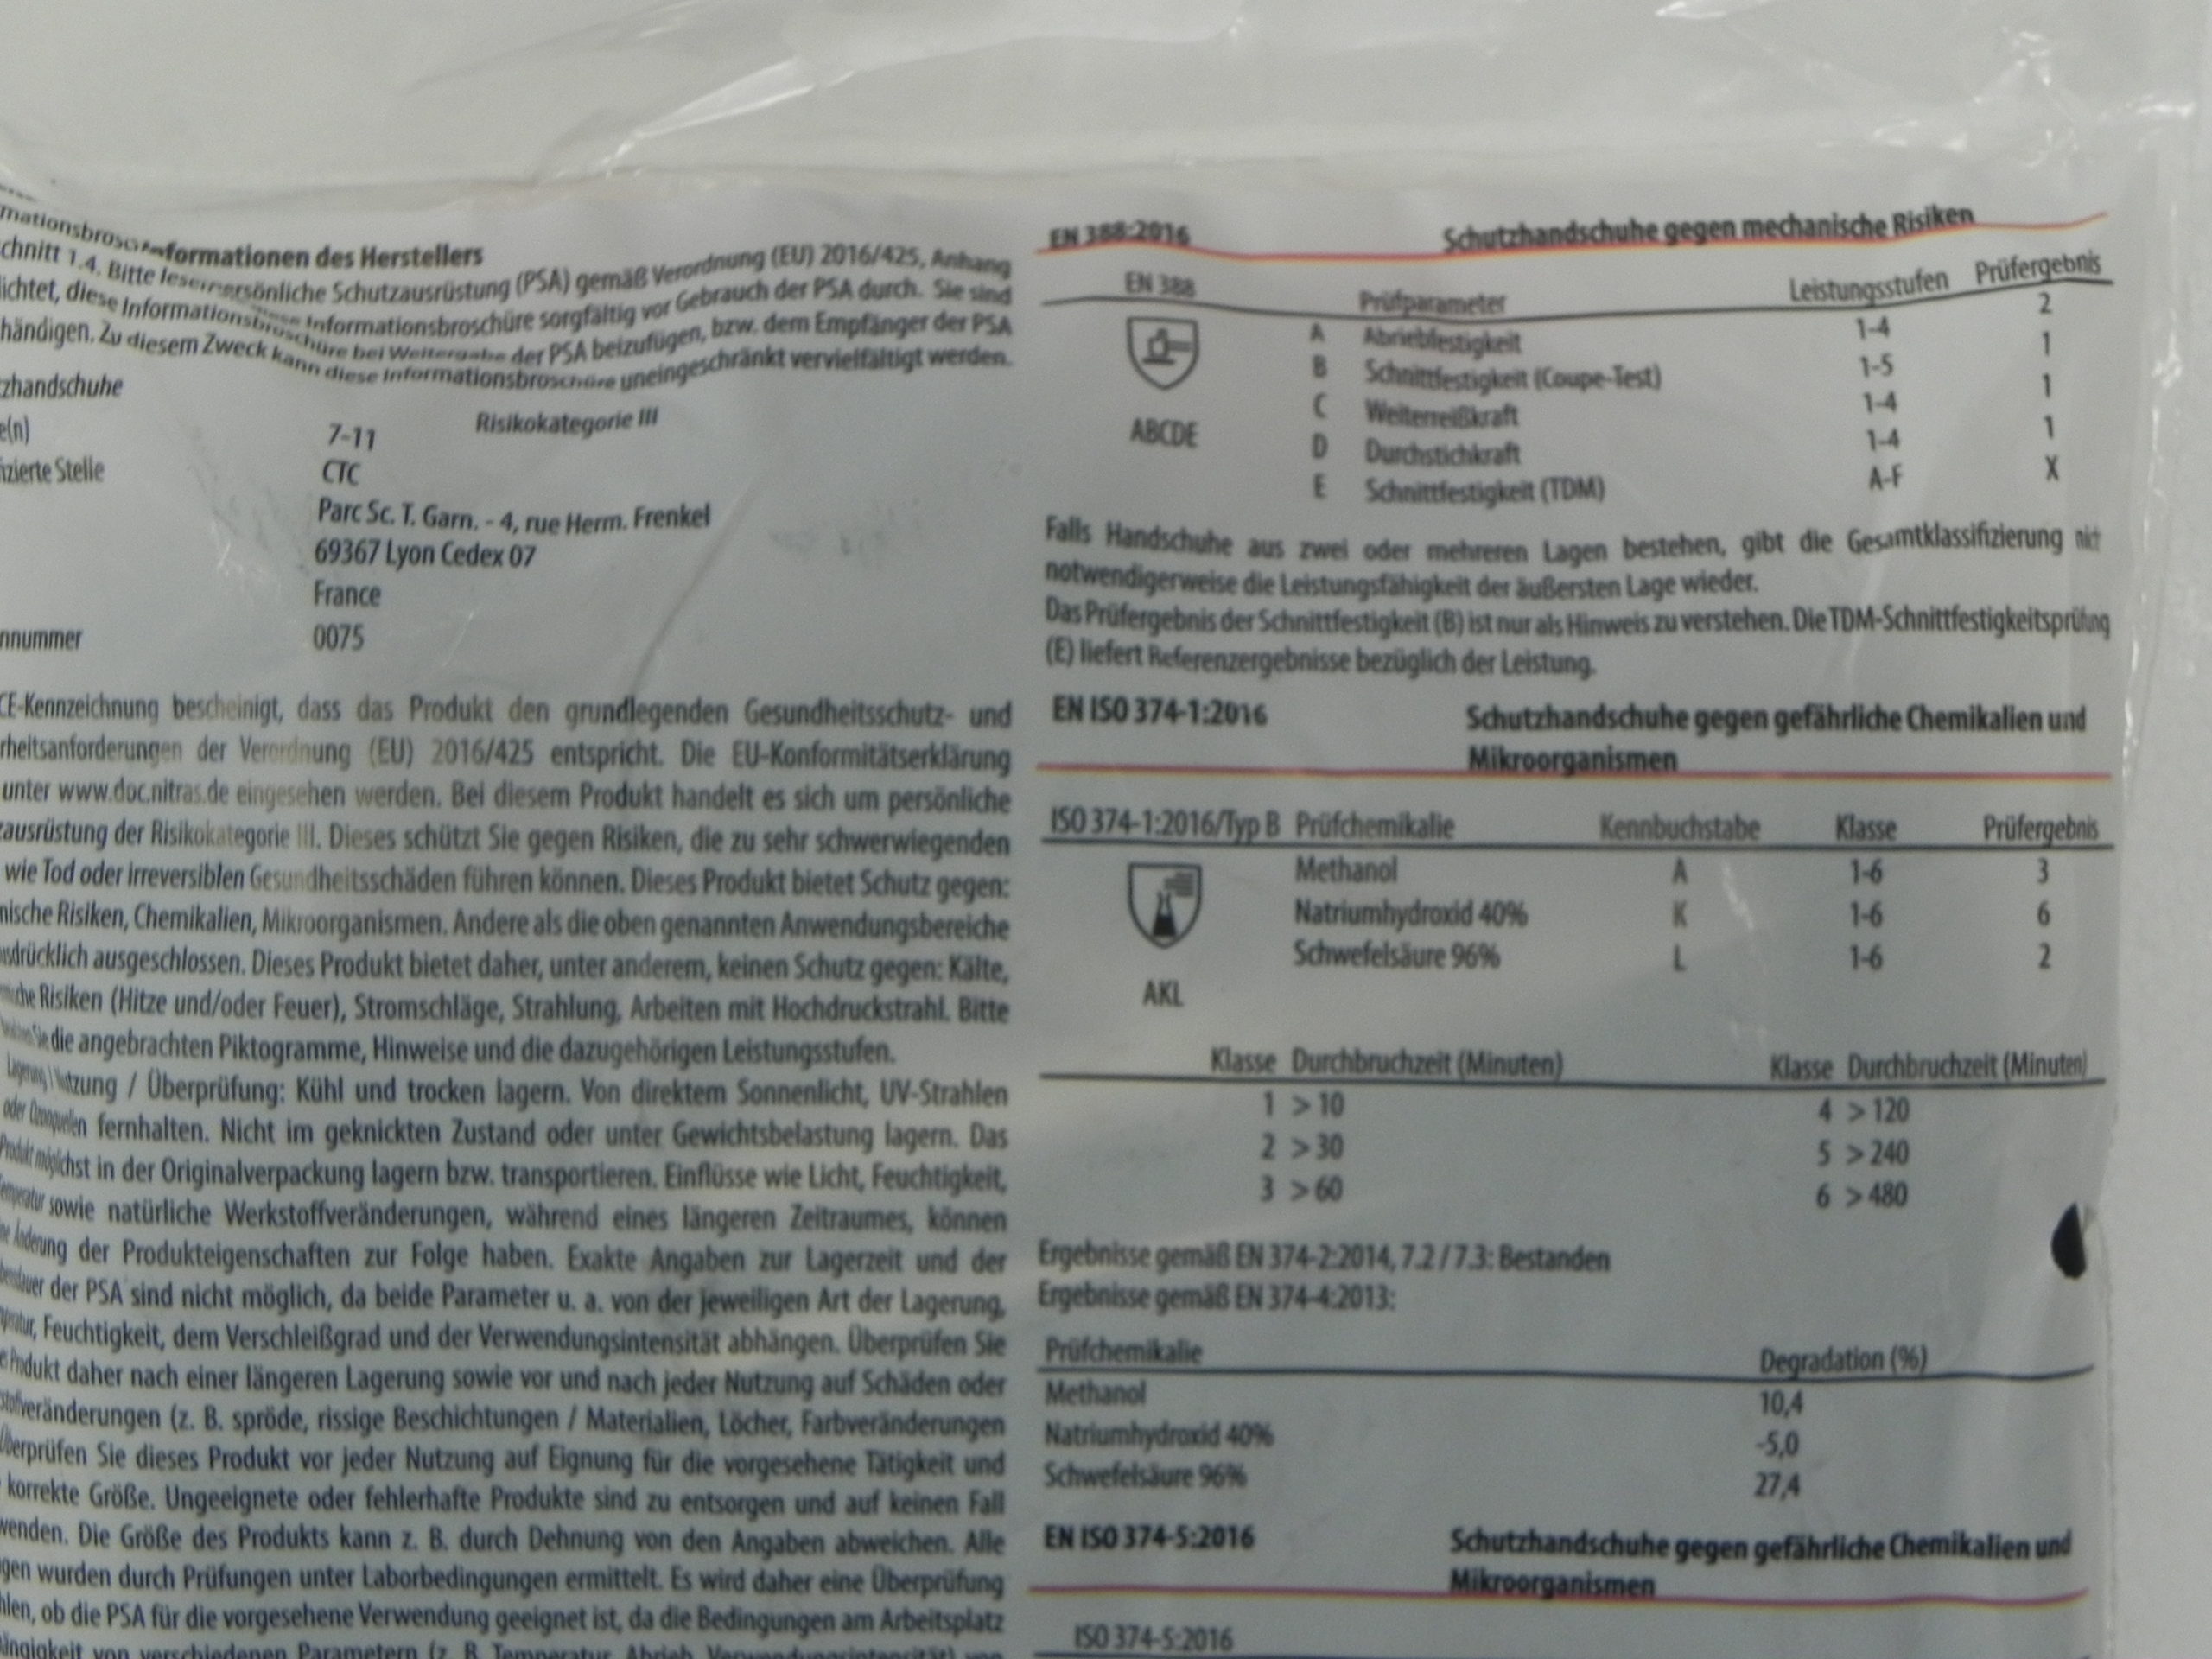 Informationen des Herstellers
persönliche Schutzausrüstung (PSA) gemäß Verordnung (EU) 2016/425, Anhang
schnitt 1.4. Bitte lesen diese Informationsbroschüre sorgfältig vor Gebrauch der PSA durch. Sie sind
lichtet, diese Informationsbroschüre bei Weitergabe der PSA beizufügen, bzw. dem Empfänger der PSA
händigen. Zu diesem Zweck kann diese Informationsbroschüre uneingeschränkt vervielfältigt werden.
zhandschuhe
Risikokategorie III
e(n) 7-11
izierte Stelle CTC
Parc Sc. T. Garn. - 4, rue Herm. Frenkel
69367 Lyon Cedex 07
France
nnummer 0075
CE-Kennzeichnung bescheinigt, dass das Produkt den grundlegenden Gesundheitsschutz- und
rheitsanforderungen der Verordnung (EU) 2016/425 entspricht. Die EU-Konformitätserklärung
unter www.doc.nitras.de eingesehen werden. Bei diesem Produkt handelt es sich um persönliche
zausrüstung der Risikokategorie III. Dieses schützt Sie gegen Risiken, die zu sehr schwerwiegenden
wie Tod oder irreversiblen Gesundheitsschäden führen können. Dieses Produkt bietet Schutz gegen:
nische Risiken, Chemikalien, Mikroorganismen. Andere als die oben genannten Anwendungsbereiche
usdrücklich ausgeschlossen. Dieses Produkt bietet daher, unter anderem, keinen Schutz gegen: Kälte,
Risiken (Hitze und/oder Feuer), Stromschläge, Strahlung, Arbeiten mit Hochdruckstrahl. Bitte
die angebrachten Piktogramme, Hinweise und die dazugehörigen Leistungsstufen.
Lagerung / Nutzung / Überprüfung: Kühl und trocken lagern. Von direktem Sonnenlicht, UV-Strahlen
oder Ozonquellen fernhalten. Nicht im geknickten Zustand oder unter Gewichtsbelastung lagern. Das
Produkt möglichst in der Originalverpackung lagern bzw. transportieren. Einflüsse wie Licht, Feuchtigkeit,
Temperatur sowie natürliche Werkstoffveränderungen, während eines längeren Zeitraumes, können
ne Änderung der Produkteigenschaften zur Folge haben. Exakte Angaben zur Lagerzeit und der
bensdauer der PSA sind nicht möglich, da beide Parameter u. a. von der jeweiligen Art der Lagerung,
peratur, Feuchtigkeit, dem Verschleißgrad und der Verwendungsintensität abhängen. Überprüfen Sie
s Produkt daher nach einer längeren Lagerung sowie vor und nach jeder Nutzung auf Schäden oder
stoffveränderungen (z. B. spröde, rissige Beschichtungen / Materialien, Löcher, Farbveränderungen
Überprüfen Sie dieses Produkt vor jeder Nutzung auf Eignung für die vorgesehene Tätigkeit und
korrekte Größe. Ungeeignete oder fehlerhafte Produkte sind zu entsorgen und auf keinen Fall
wenden. Die Größe des Produkts kann z. B. durch Dehnung von den Angaben abweichen. Alle
gen wurden durch Prüfungen unter Laborbedingungen ermittelt. Es wird daher eine Überprüfung
hlen, ob die PSA für die vorgesehene Verwendung geeignet ist, da die Bedingungen am Arbeitsplatz
ängigkeit von verschiedenen Parametern (z. B. Temperatur, Abrieb, Verwendungsintensität) von
EN 388:2016 Schutzhandschuhe gegen mechanische Risiken
EN 388 Prüfparameter Leistungsstufen Prüfergebnis
A Abriebfestigkeit 1-4 2
B Schnittfestigkeit (Coupe-Test) 1-5 1
C Weiterreißkraft 1-4 1
ABCDE D Durchstichkraft 1-4 1
E Schnittfestigkeit (TDM) A-F X
Falls Handschuhe aus zwei oder mehreren Lagen bestehen, gibt die Gesamtklassifizierung nicht
notwendigerweise die Leistungsfähigkeit der äußersten Lage wieder.
Das Prüfergebnis der Schnittfestigkeit (B) ist nur als Hinweis zu verstehen. Die TDM-Schnittfestigkeitsprüfung
(E) liefert Referenzergebnisse bezüglich der Leistung.
EN ISO 374-1:2016 Schutzhandschuhe gegen gefährliche Chemikalien und
Mikroorganismen
ISO 374-1:2016/Typ B Prüfchemikalie Kennbuchstabe Klasse Prüfergebnis
Methanol A 1-6 3
Natriumhydroxid 40% K 1-6 6
Schwefelsäure 96% L 1-6 2
AKL
Klasse Durchbruchzeit (Minuten) Klasse Durchbruchzeit (Minuten)
1 >10 4 >120
2 >30 5 >240
3 >60 6 >480
Ergebnisse gemäß EN 374-2:2014, 7.2 / 7.3: Bestanden
Ergebnisse gemäß EN 374-4:2013:
Prüfchemikalie Degradation (%)
Methanol 10,4
Natriumhydroxid 40% -5,0
Schwefelsäure 96% 27,4
EN ISO 374-5:2016 Schutzhandschuhe gegen gefährliche Chemikalien und
Mikroorganismen
ISO 374-5:2016